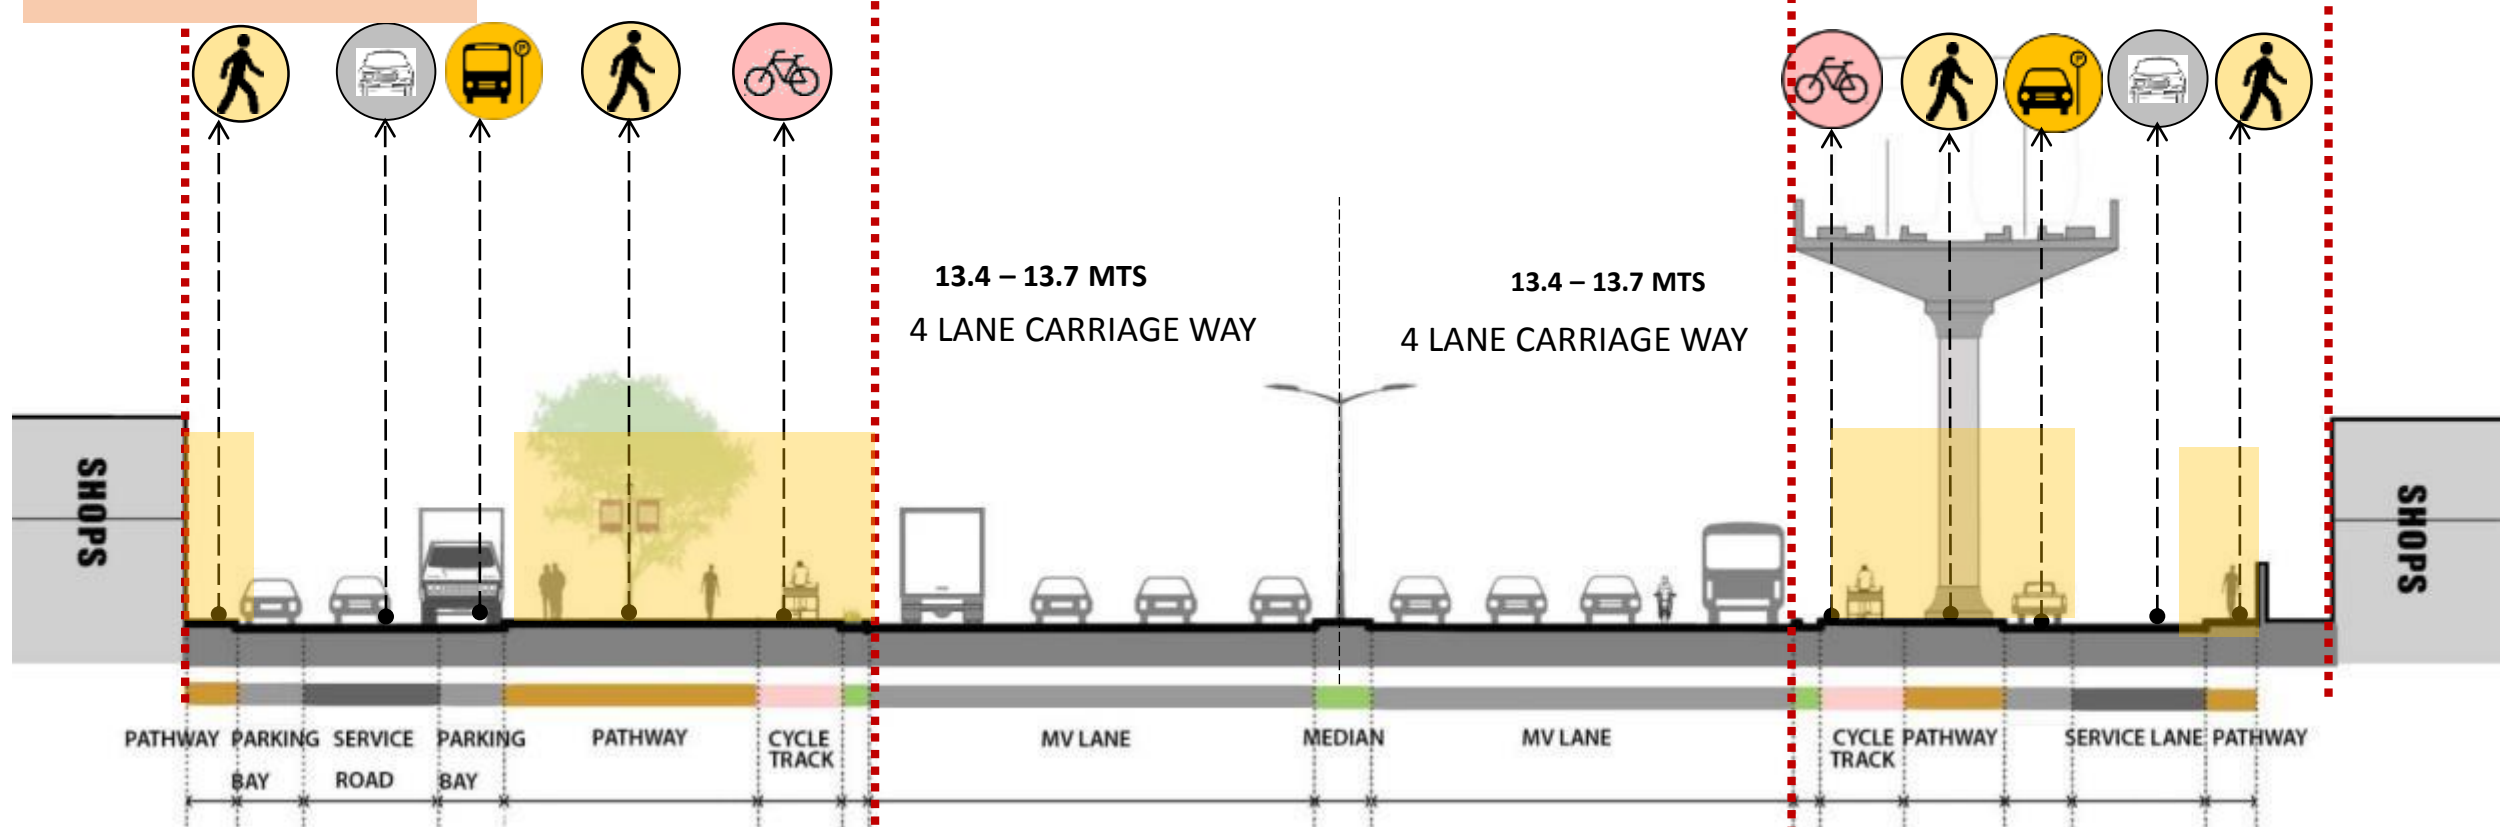 13.4 – 13.7 MTS
4 LANE CARRIAGE WAY
13.4 – 13.7 MTS
4 LANE CARRIAGE WAY
SHOPS
SHOPS
PATHWAY
PARKING
BAY
SERVICE
ROAD
PARKING
BAY
PATHWAY
CYCLE
TRACK
MV LANE
MEDIAN
MV LANE
CYCLE
TRACK
PATHWAY
SERVICE LANE
PATHWAY